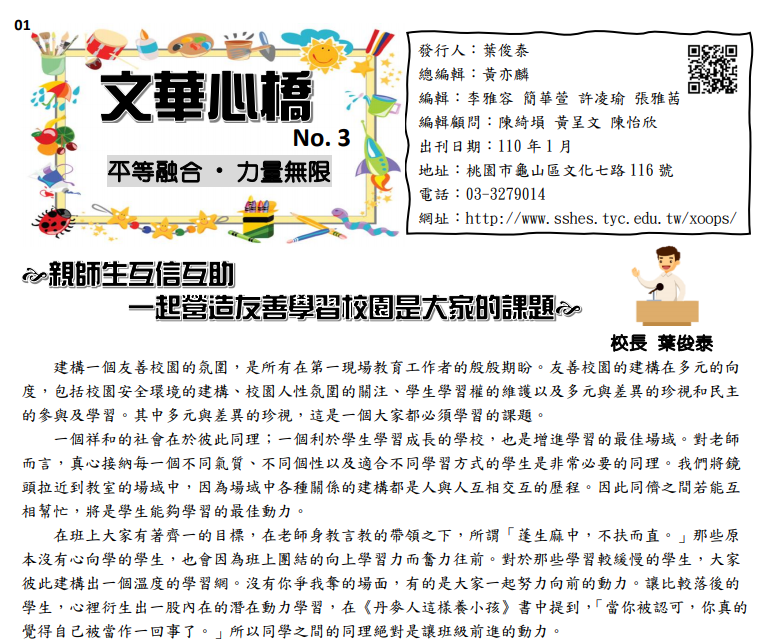 01
文華心橋
No. 3
平等融合 · 力量無限
發行人：葉俊泰
總編輯：黃亦麟
編輯：李雅容 簡華萱 許凌瑜 張雅茜
編輯顧問：陳綺塤 黃呈文 陳怡欣
出刊日期：110 年 1 月
地址：桃園市龜山區文化七路 116 號
電話：03-3279014
網址：http://www.sshes.tyc.edu.tw/xoops/
親師生互信互助
一起營造友善學習校園是大家的課題
校長 葉俊泰
建構一個友善校園的氛圍，是所有在第一現場教育工作者的殷殷期盼。友善校園的建構在多元的向
度，包括校園安全環境的建構、校園人性氛圍的關注、學生學習權的維護以及多元與差異的珍視和民主
的參與及學習。其中多元與差異的珍視，這是一個大家都必須學習的課題。
一個祥和的社會在於彼此同理；一個利於學生學習成長的學校，也是增進學習的最佳場域。對老師
而言，真心接納每一個不同氣質、不同個性以及適合不同學習方式的學生是非常必要的同理。我們將鏡
頭拉近到教室的場域中，因為場域中各種關係的建構都是人與人互相交互的歷程。因此同儕之間若能互
相幫忙，將是學生能夠學習的最佳動力。
在班上大家有著齊一的目標，在老師身教言教的帶領之下，所謂「蓬生麻中，不扶而直。」那些原
本沒有心向學的學生，也會因為班上團結的向上學習力而奮力往前。對於那些學習較緩慢的學生，大家
彼此建構出一個溫度的學習網。沒有你爭我奪的場面，有的是大家一起努力向前的動力。讓比較落後的
學生，心裡衍生出一股內在的潛在動力學習，在《丹麥人這樣養小孩》書中提到，「當你被認可，你真的
覺得自己被當作一回事了。」所以同學之間的同理絕對是讓班級前進的動力。